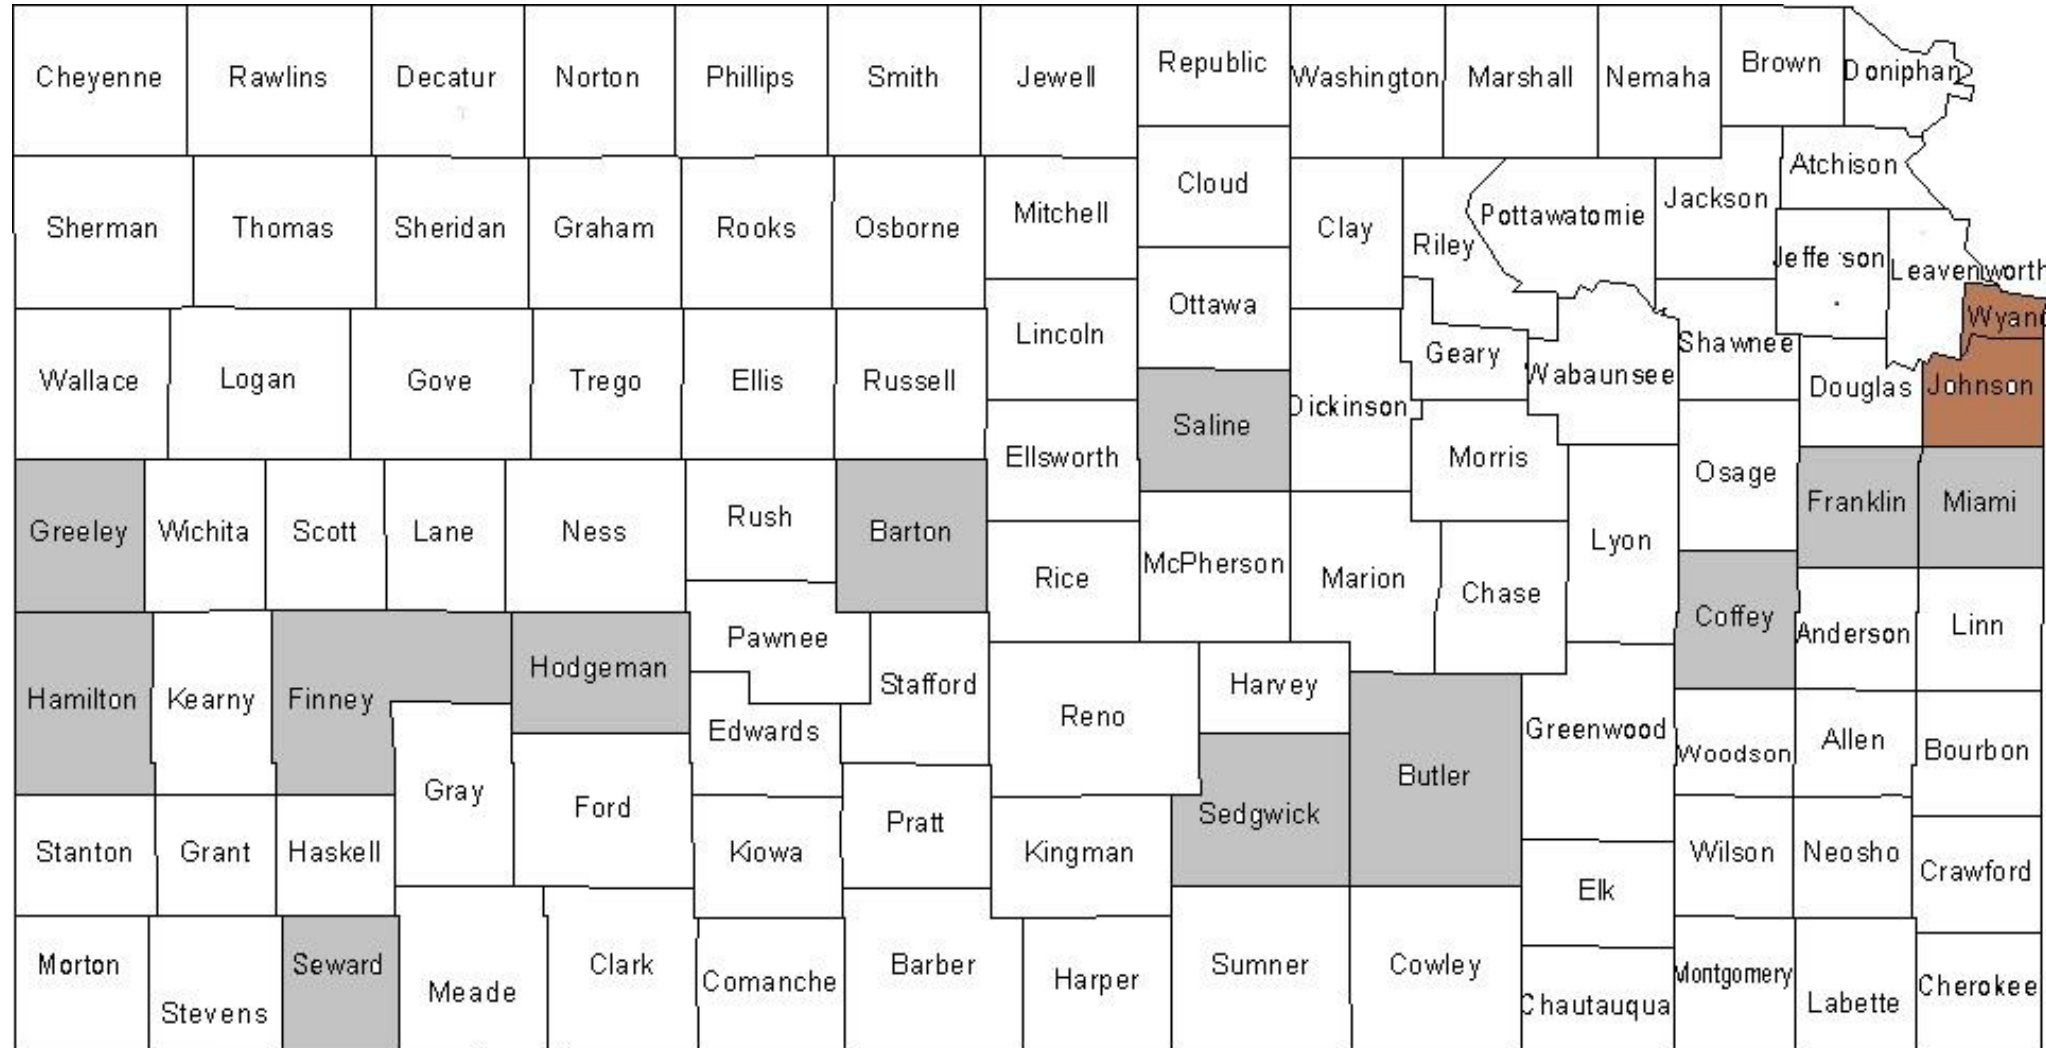 Cheyenne
Rawlins
Decatur
Norton
Phillips
Smith
Jewell
Republic
Washington
Marshall
Nemaha
Brown
Doniphan
Sherman
Thomas
Sheridan
Graham
Rooks
Osborne
Mitchell
Cloud
Clay
Riley
Pottawatomie
Jackson
Atchison
Jefferson
Leavenworth
Wallace
Logan
Gove
Trego
Ellis
Russell
Lincoln
Ottawa
Geary
Wabaunsee
Shawnee
Douglas
Wyand
Johnson
Ellsworth
Saline
Dickinson
Morris
Osage
Franklin
Miami
Greeley
Wichita
Scott
Lane
Ness
Rush
Barton
Rice
McPherson
Marion
Chase
Lyon
Coffey
Anderson
Linn
Hamilton
Kearny
Finney
Hodgeman
Pawnee
Edwards
Stafford
Reno
Harvey
Butler
Greenwood
Woodson
Allen
Bourbon
Gray
Ford
Sedgwick
Stanton
Grant
Haskell
Kiowa
Pratt
Kingman
Elk
Wilson
Neosho
Crawford
Morton
Stevens
Seward
Meade
Clark
Comanche
Barber
Harper
Sumner
Cowley
Chautauqua
Montgomery
Labette
Cherokee